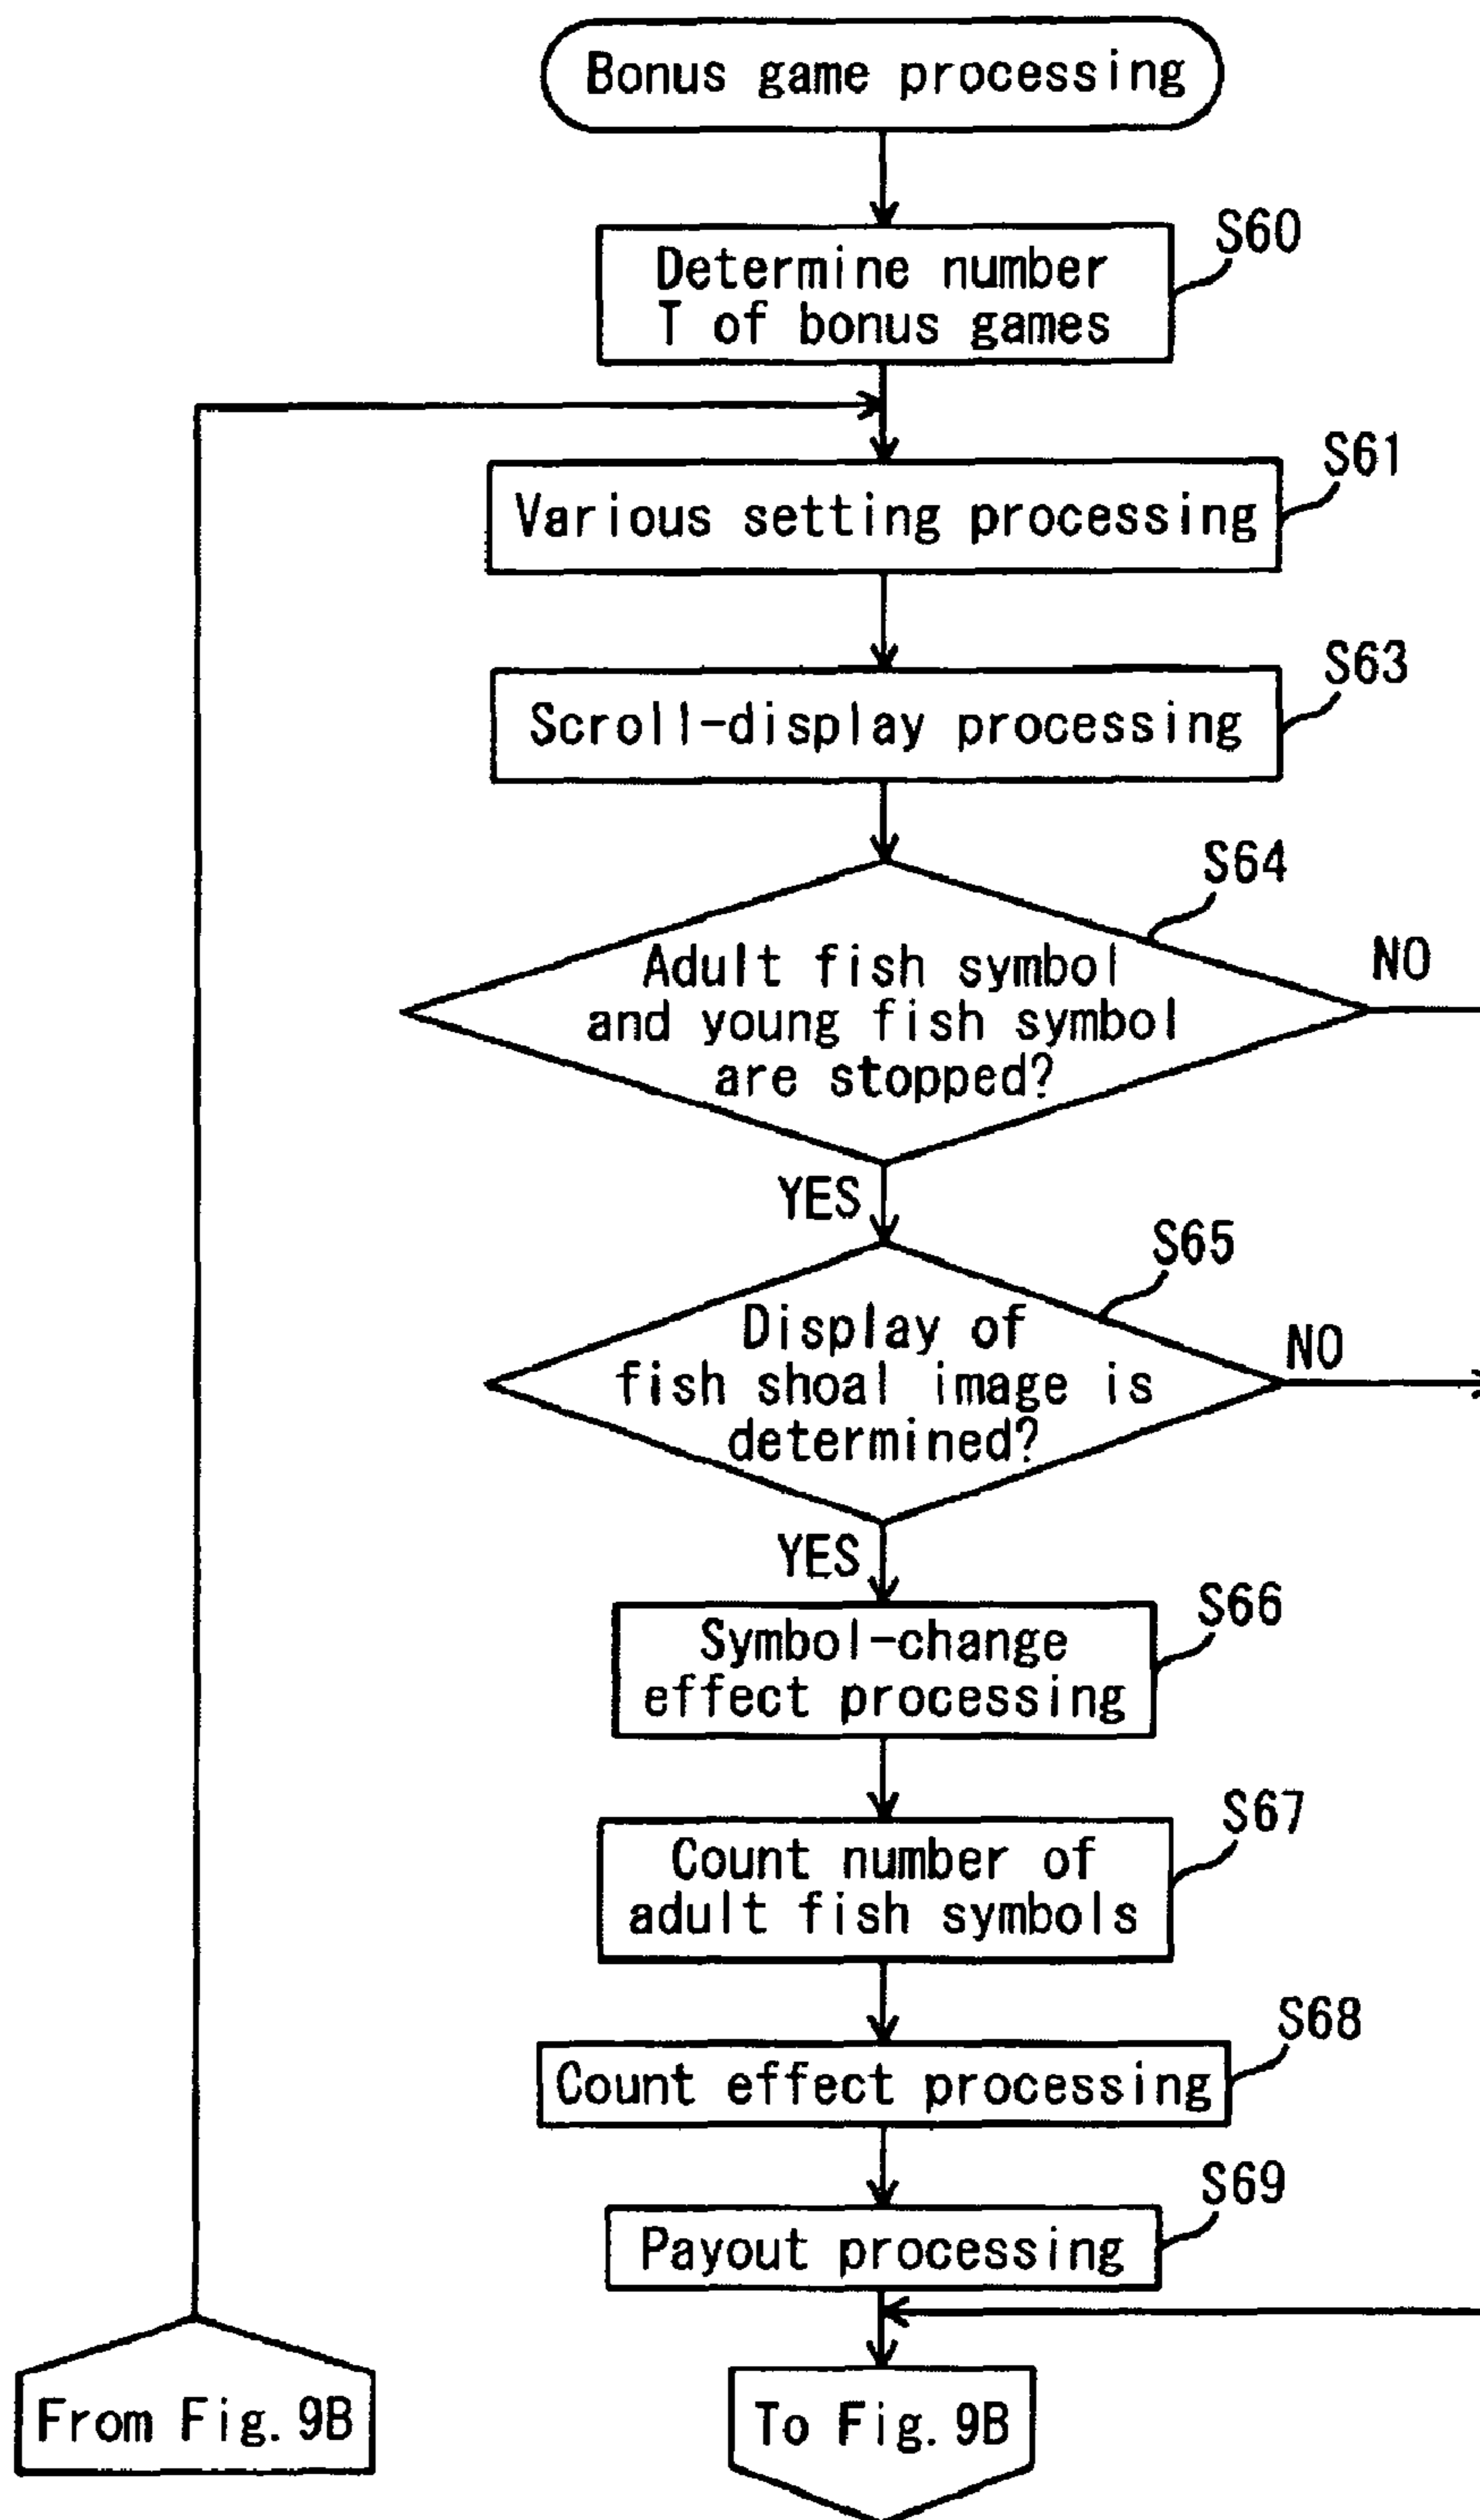 Bonus game processing
S60
Determine number
T of bonus games
S61
Various setting processing
S63
Scroll-display processing
S64
Adult fish symbol
and young fish symbol
are stopped?
NO
YES
S65
Display of
fish shoal image is
determined?
NO
YES
S66
Symbol-change
effect processing
S67
Count number of
adult fish symbols
S68
Count effect processing
S69
Payout processing
From Fig. 9B
To Fig. 9B